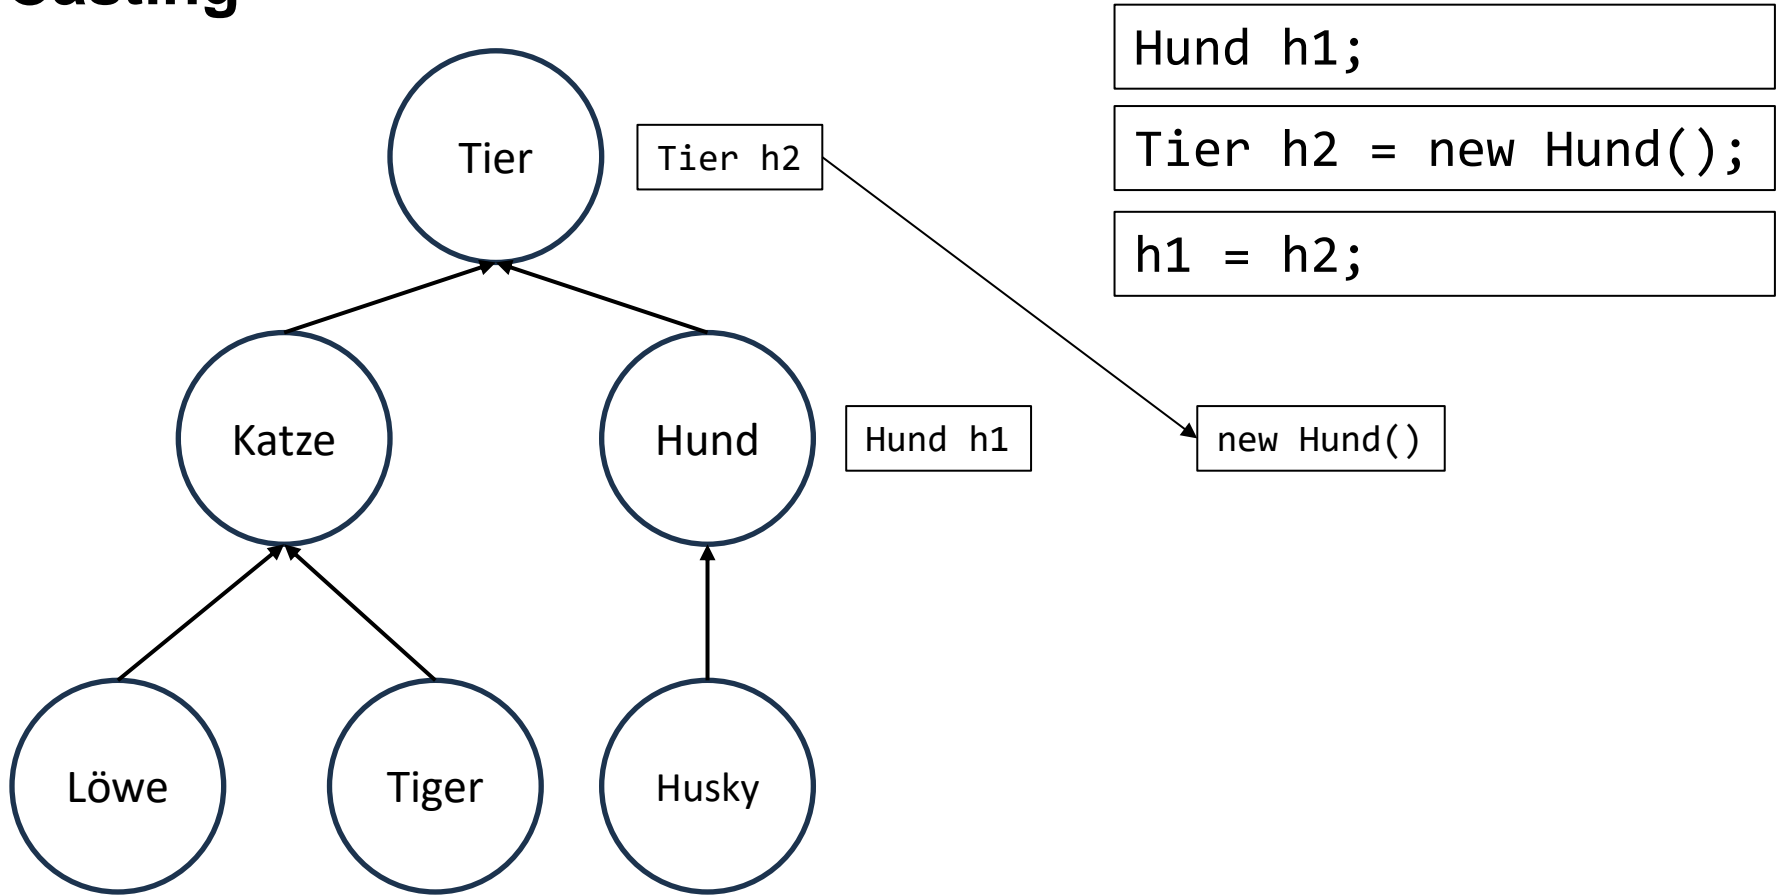 Casting
Hund h1;
Tier h2 = new Hund();
h1 = h2;
Tier
Tier h2
Katze
Hund
Hund h1
new Hund()
Löwe
Tiger
Husky